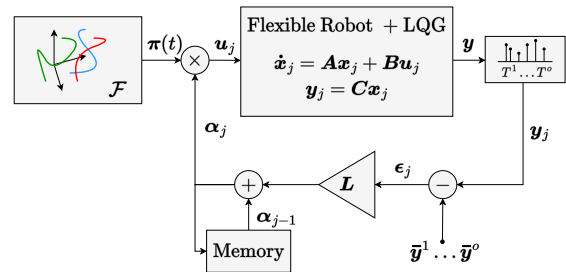 Flexible Robot + LQG
ẋ_j = Ax_j + Bu_j
y_j = Cx_j
F
π(t)
×
u_j
y
T^1 ... T^o
α_j
y_j
+
L
ϵ_j
−
α_{j−1}
Memory
ȳ^1 ... ȳ^o